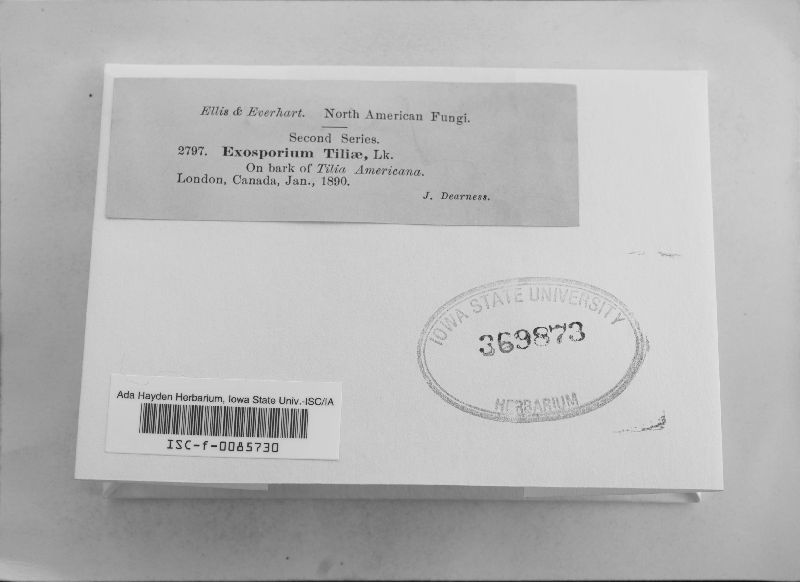 Ellis & Everhart. North American Fungi.
Second Series.
2797. Exosporium Tiliæ, Lk.
On bark of Tilia Americana.
London, Canada, Jan., 1890.
J. Dearness.
IOWA STATE UNIVERSITY
369873
HERBARIUM
Ada Hayden Herbarium, Iowa State Univ.-ISC/IA
ISC-f-0085730